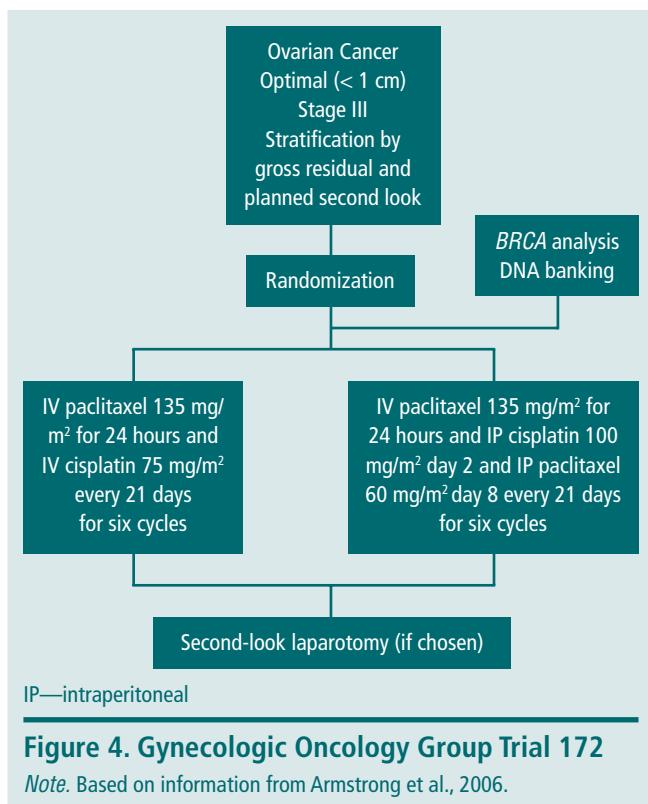 Ovarian Cancer
Optimal (< 1 cm)
Stage III
Stratification by
gross residual and
planned second look
BRCA analysis
DNA banking
Randomization
IV paclitaxel 135 mg/
m² for 24 hours and
IV cisplatin 75 mg/m²
every 21 days
for six cycles
IV paclitaxel 135 mg/m² for
24 hours and IP cisplatin 100
mg/m² day 2 and IP paclitaxel
60 mg/m² day 8 every 21 days
for six cycles
Second-look laparotomy (if chosen)
IP—intraperitoneal
Figure 4. Gynecologic Oncology Group Trial 172
Note. Based on information from Armstrong et al., 2006.